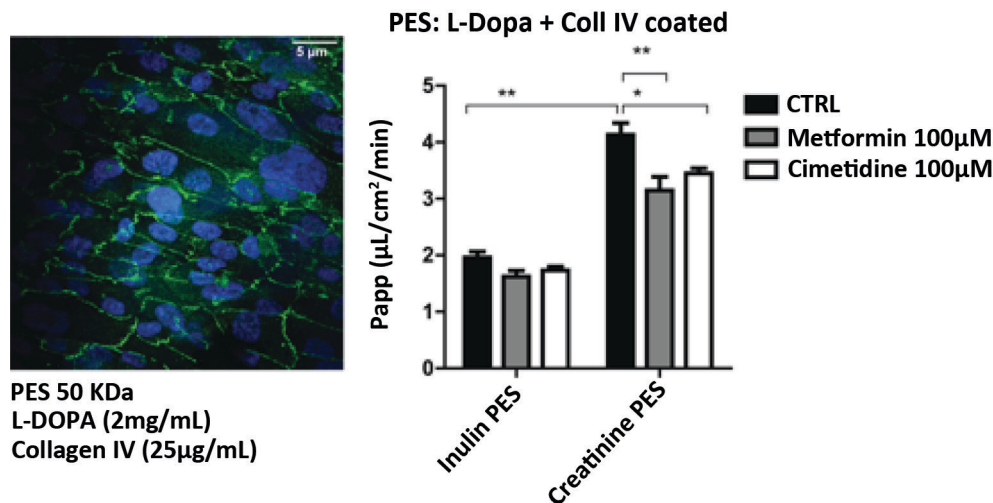 PES: L-Dopa + Coll IV coated
5 µm
**
**
*
5
4
3
2
1
0
Papp (µL/cm²/min)
CTRL
Metformin 100µM
Cimetidine 100µM
Inulin PES
Creatinine PES
PES 50 KDa
L-DOPA (2mg/mL)
Collagen IV (25µg/mL)